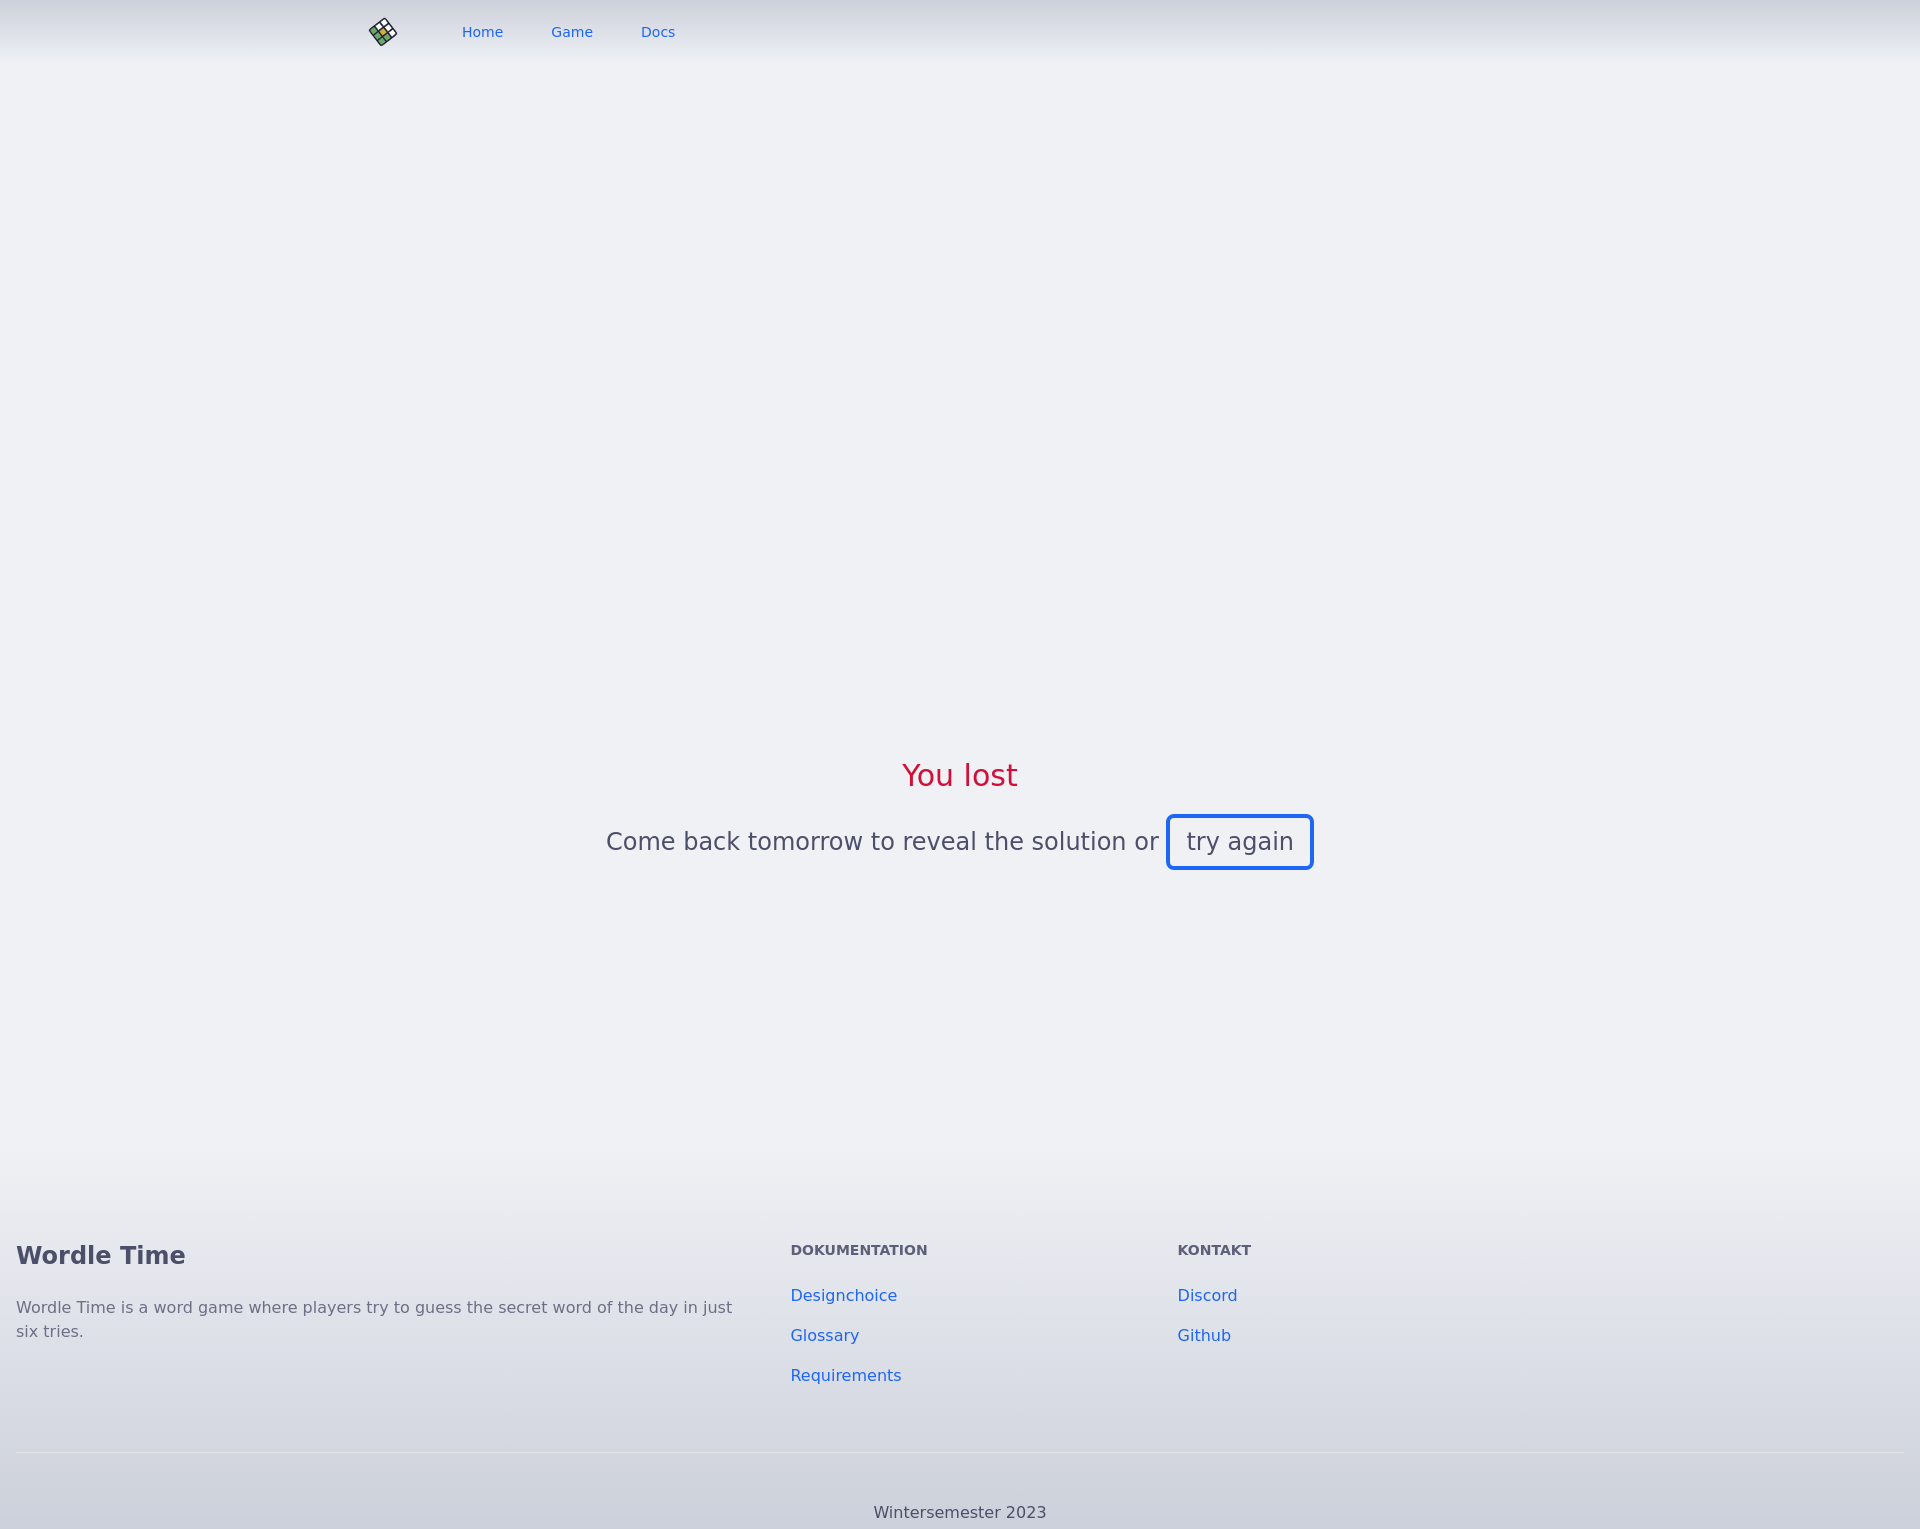 Home Game Docs
You lost
Come back tomorrow to reveal the solution or try again
Wordle Time
Wordle Time is a word game where players try to guess the secret word of the day in just
six tries.
DOKUMENTATION
Designchoice
Glossary
Requirements
KONTAKT
Discord
Github
Wintersemester 2023